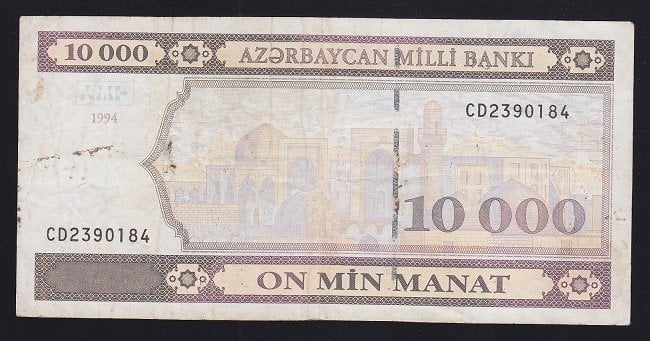 10 000 AZƏRBAYCAN MİLLİ BANKI
1994
CD2390184
CD2390184
10 000
ON MİN MANAT